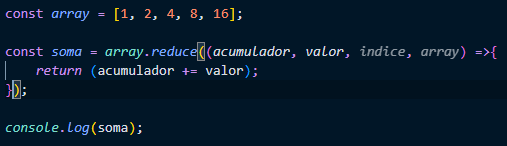 const array = [1, 2, 4, 8, 16];
const soma = array.reduce((acumulador, valor, indice, array) =>{
    return (acumulador += valor);
});
console.log(soma);